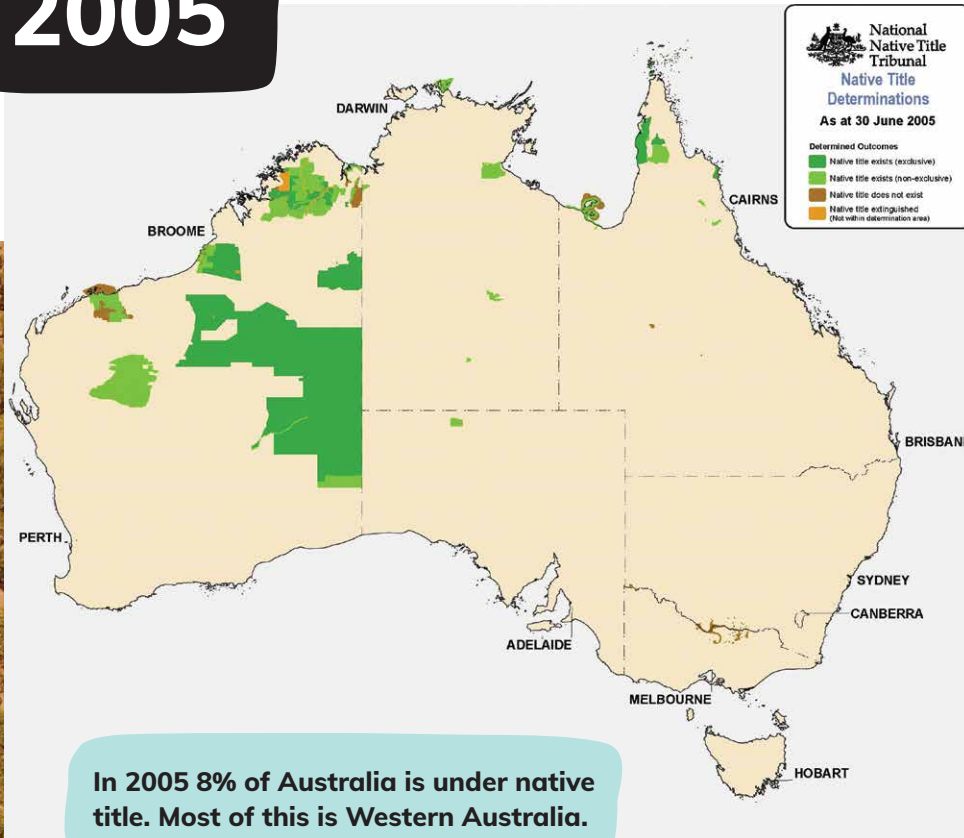 2005
National
Native Title
Tribunal
Native Title
Determinations
As at 30 June 2005
Determined Outcomes
Native title exists (exclusive)
Native title exists (non-exclusive)
Native title does not exist
Native title extinguished
(Not within determination area)
DARWIN
CAIRNS
BROOME
BRISBAN
PERTH
SYDNEY
CANBERRA
ADELAIDE
MELBOURNE
HOBART
In 2005 8% of Australia is under native
title. Most of this is Western Australia.